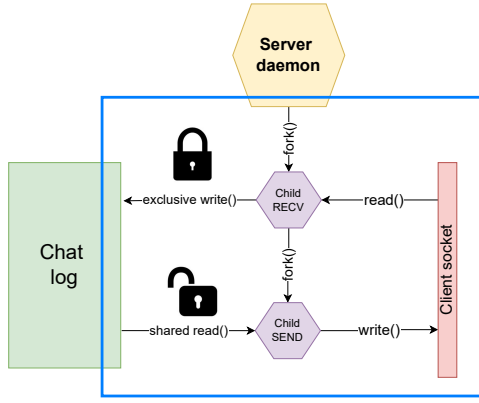 Server
daemon
fork()
Child
RECV
exclusive write()
read()
Chat
log
Client socket
fork()
Child
SEND
shared read()
write()